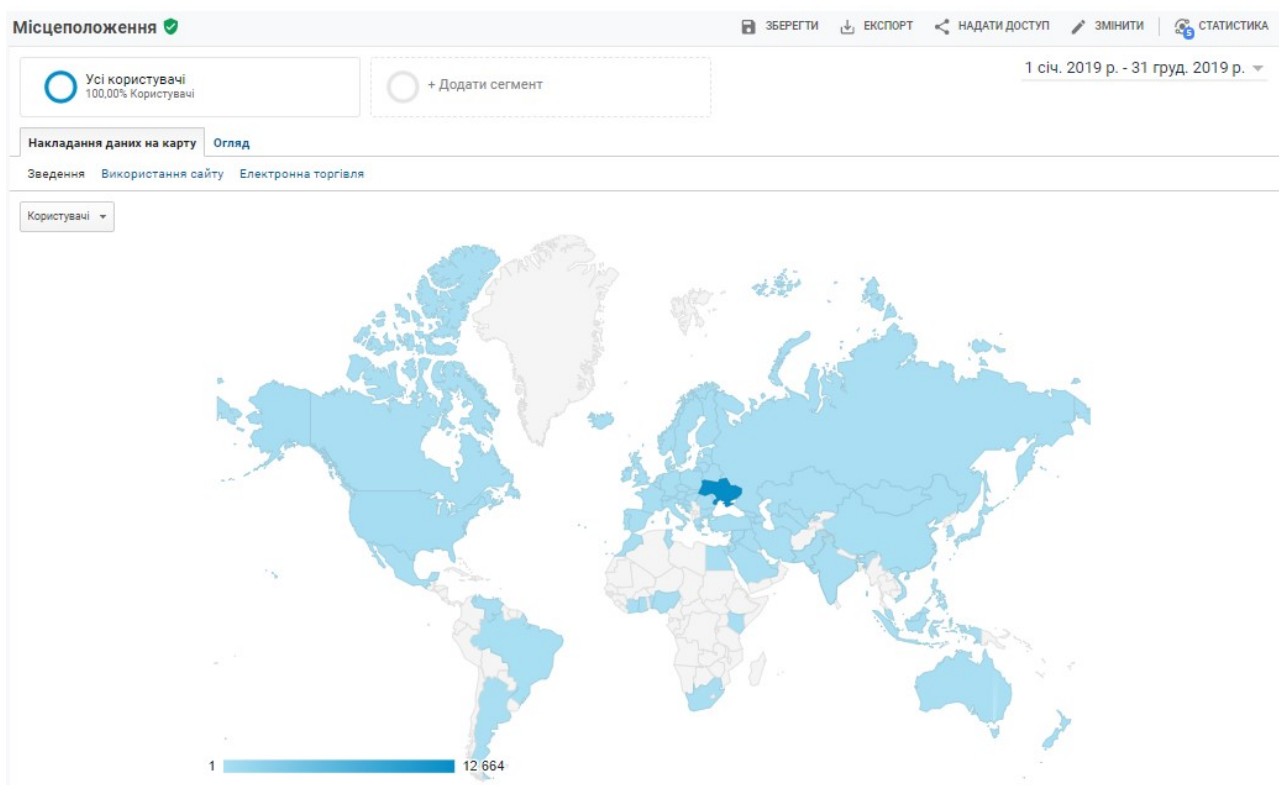 Місцеположення
ЗБЕРЕГТИ ЕКСПОРТ НАДАТИ ДОСТУП ЗМІНИТИ 5 СТАТИСТИКА
Усі користувачі
100,00% Користувачі
+ Додати сегмент
1 січ. 2019 р. - 31 груд. 2019 р.
Накладання даних на карту Огляд
Зведення Використання сайту Електронна торгівля
Користувачі
1 12 664